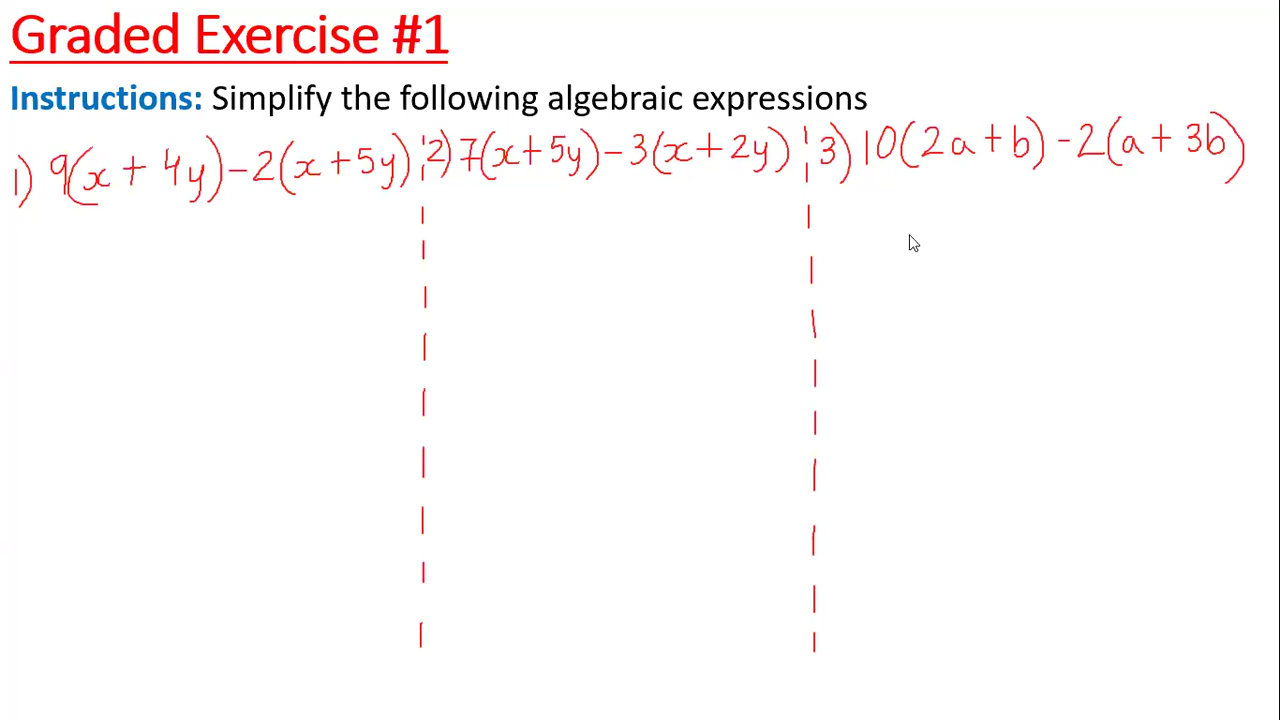 Graded Exercise #1
Instructions: Simplify the following algebraic expressions
1) 9(x + 4y) - 2(x + 5y)
2) 7(x + 5y) - 3(x + 2y)
3) 10(2a + b) - 2(a + 3b)